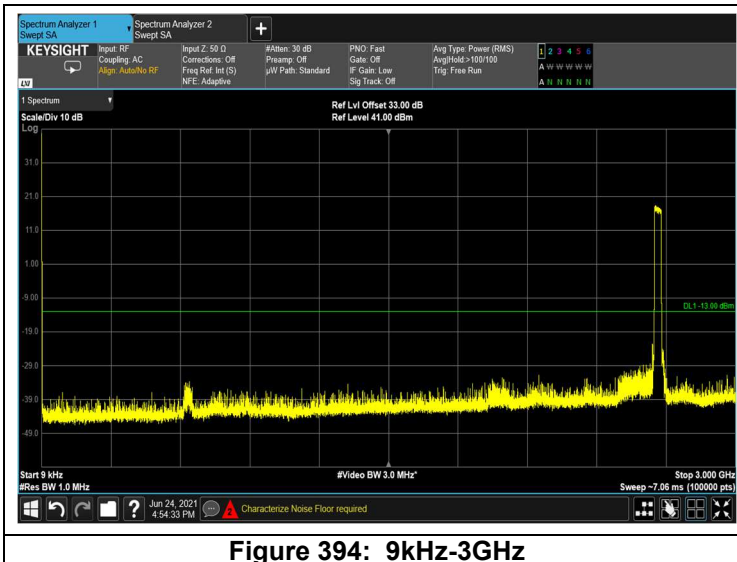 Spectrum Analyzer 1
Swept SA
Spectrum Analyzer 2
Swept SA
+
KEYSIGHT
LXI
Input: RF
Coupling: AC
Align: Auto/No RF
Input Z: 50 Ω
Corrections: Off
Freq Ref: Int (S)
NFE: Adaptive
#Atten: 30 dB
Preamp: Off
µW Path: Standard
PNO: Fast
Gate: Off
IF Gain: Low
Sig Track: Off
Avg Type: Power (RMS)
Avg|Hold:>100/100
Trig: Free Run
1 2 3 4 5 6
A W W W W W
A N N N N N
1 Spectrum
Scale/Div 10 dB
Log
Ref Lvl Offset 33.00 dB
Ref Level 41.00 dBm
31.0
21.0
11.0
1.00
-9.00
DL1 -13.00 dBm
-19.0
-29.0
-39.0
-49.0
Start 9 kHz
#Res BW 1.0 MHz
#Video BW 3.0 MHz*
Stop 3.000 GHz
Sweep ~7.06 ms (100000 pts)
?
Jun 24, 2021
4:54:33 PM
Characterize Noise Floor required
Figure 394: 9kHz-3GHz